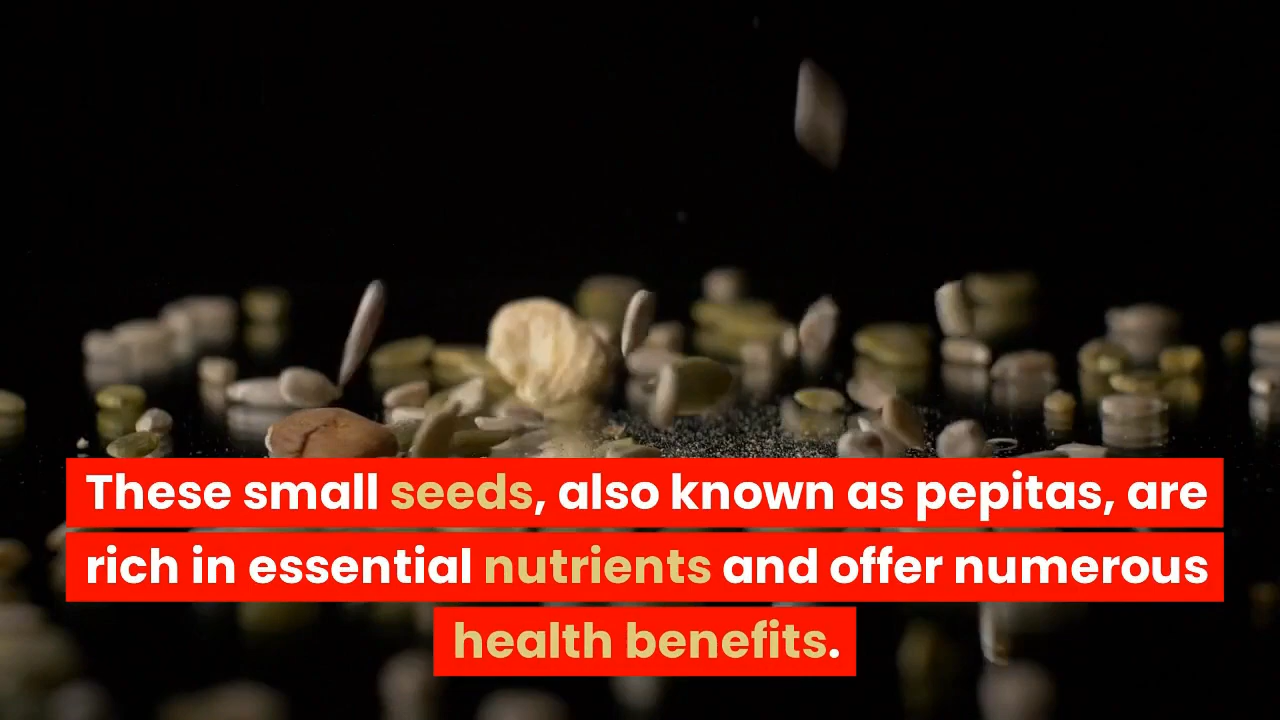 These small seeds, also known as pepitas, are
rich in essential nutrients and offer numerous
health benefits.